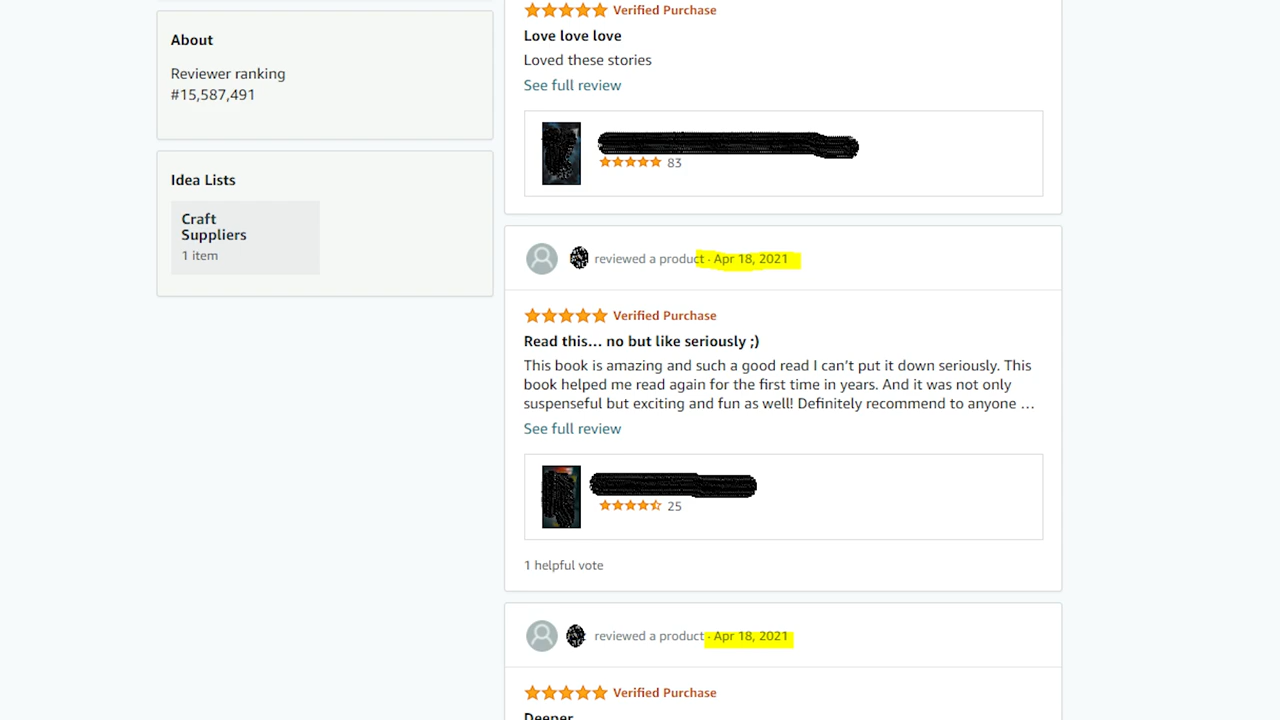 About
Reviewer ranking
#15,587,491
Idea Lists
Craft
Suppliers
1 item
Verified Purchase
Love love love
Loved these stories
See full review
83
reviewed a product · Apr 18, 2021
Verified Purchase
Read this... no but like seriously ;)
This book is amazing and such a good read I can’t put it down seriously. This
book helped me read again for the first time in years. And it was not only
suspenseful but exciting and fun as well! Definitely recommend to anyone …
See full review
25
1 helpful vote
reviewed a product · Apr 18, 2021
Verified Purchase
Deeper